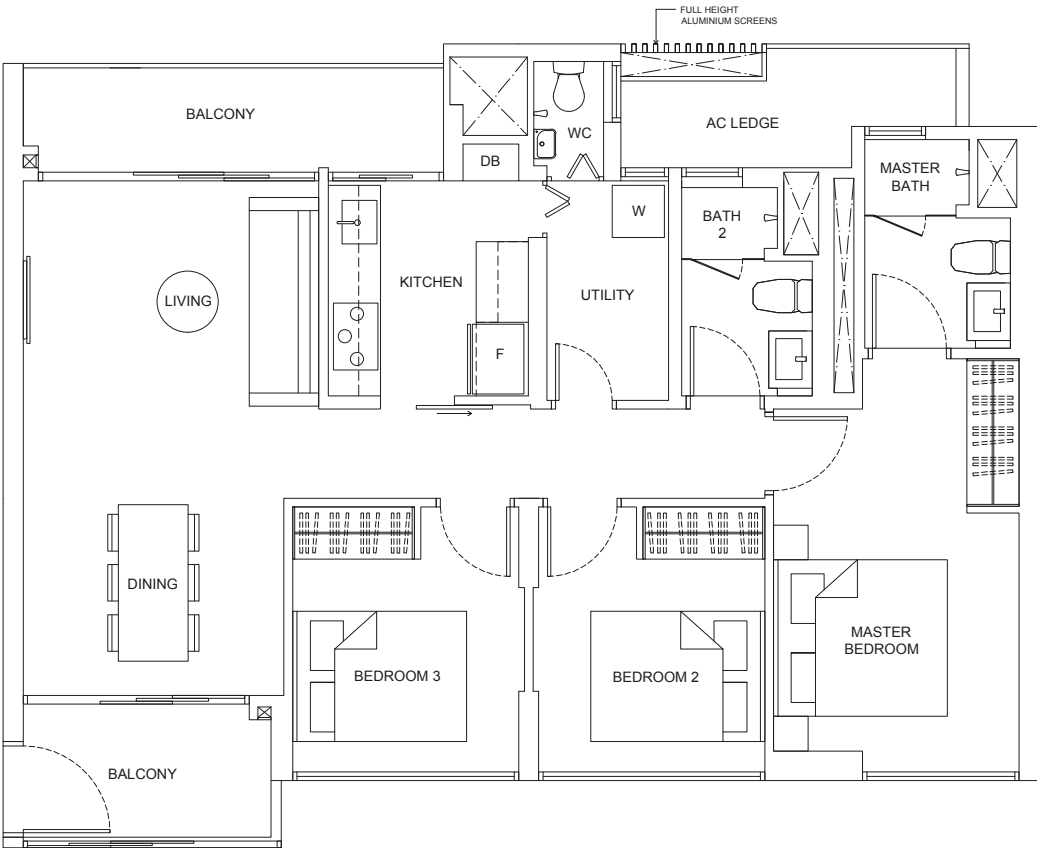 FULL HEIGHT
ALUMINIUM SCREENS
BALCONY
WC
AC LEDGE
DB
MASTER
BATH
W
BATH
2
KITCHEN
UTILITY
LIVING
F
DINING
BEDROOM 3
BEDROOM 2
MASTER
BEDROOM
BALCONY